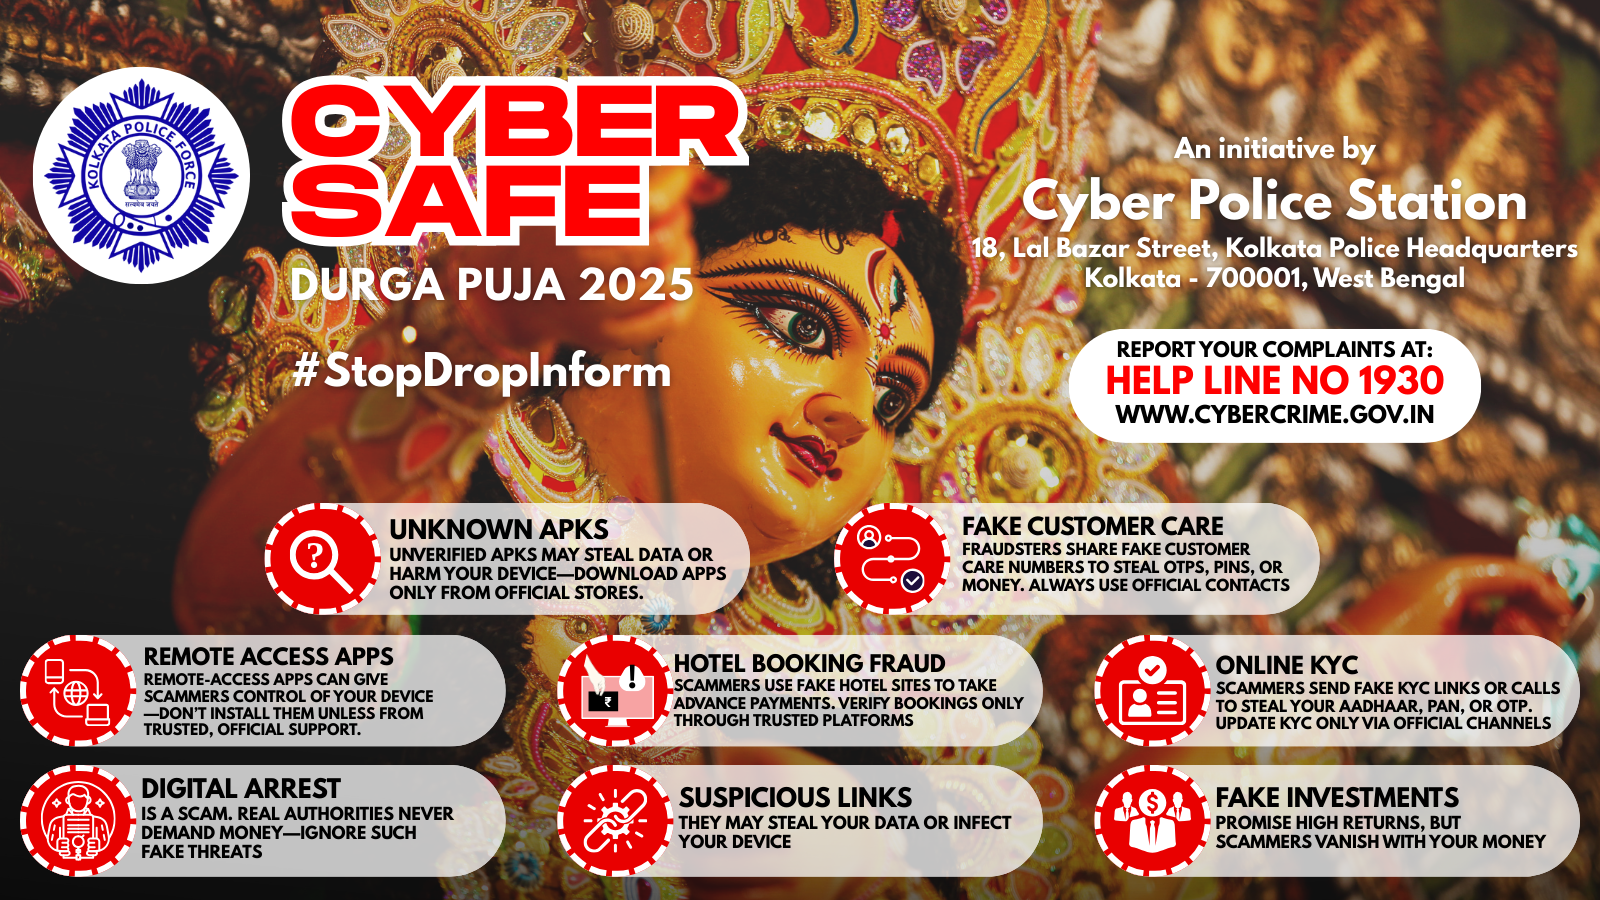 KOLKATA POLICE FORCE
सत्यमेव जयते
CYBER
SAFE
DURGA PUJA 2025
#StopDropInform
An initiative by
Cyber Police Station
18, Lal Bazar Street, Kolkata Police Headquarters
Kolkata - 700001, West Bengal
REPORT YOUR COMPLAINTS AT:
HELP LINE NO 1930
WWW.CYBERCRIME.GOV.IN
?
UNKNOWN APKS
UNVERIFIED APKS MAY STEAL DATA OR
HARM YOUR DEVICE—DOWNLOAD APPS
ONLY FROM OFFICIAL STORES.
FAKE CUSTOMER CARE
FRAUDSTERS SHARE FAKE CUSTOMER
CARE NUMBERS TO STEAL OTPS, PINS, OR
MONEY. ALWAYS USE OFFICIAL CONTACTS
REMOTE ACCESS APPS
REMOTE-ACCESS APPS CAN GIVE
SCAMMERS CONTROL OF YOUR DEVICE
—DON'T INSTALL THEM UNLESS FROM
TRUSTED, OFFICIAL SUPPORT.
!
₹
HOTEL BOOKING FRAUD
SCAMMERS USE FAKE HOTEL SITES TO TAKE
ADVANCE PAYMENTS. VERIFY BOOKINGS ONLY
THROUGH TRUSTED PLATFORMS
ONLINE KYC
SCAMMERS SEND FAKE KYC LINKS OR CALLS
TO STEAL YOUR AADHAAR, PAN, OR OTP.
UPDATE KYC ONLY VIA OFFICIAL CHANNELS
DIGITAL ARREST
IS A SCAM. REAL AUTHORITIES NEVER
DEMAND MONEY—IGNORE SUCH
FAKE THREATS
SUSPICIOUS LINKS
THEY MAY STEAL YOUR DATA OR INFECT
YOUR DEVICE
$
FAKE INVESTMENTS
PROMISE HIGH RETURNS, BUT
SCAMMERS VANISH WITH YOUR MONEY